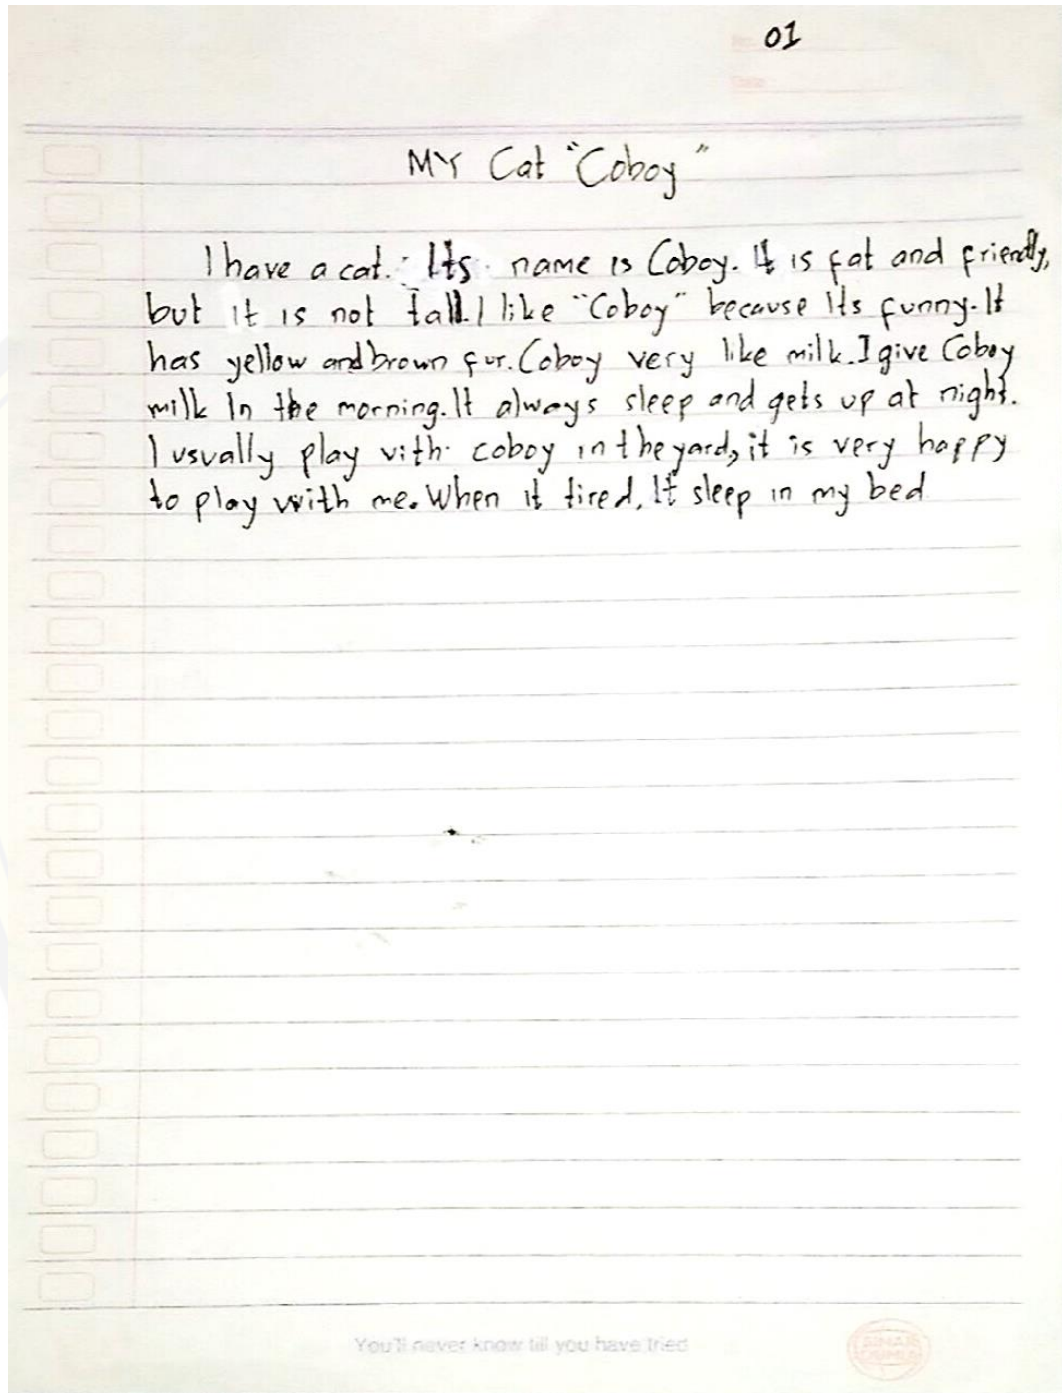 01
MY Cat "Coboy"
I have a cat. Its name is Coboy. It is fat and friendly,
but it is not tall. I like "Coboy" because Its funny. It
has yellow and brown fur. Coboy very like milk. I give Coboy
milk In the morning. It always sleep and gets up at night.
I usually play with coboy in the yard, it is very happy
to play with me. When it tired, It sleep in my bed
You'll never know till you have tried